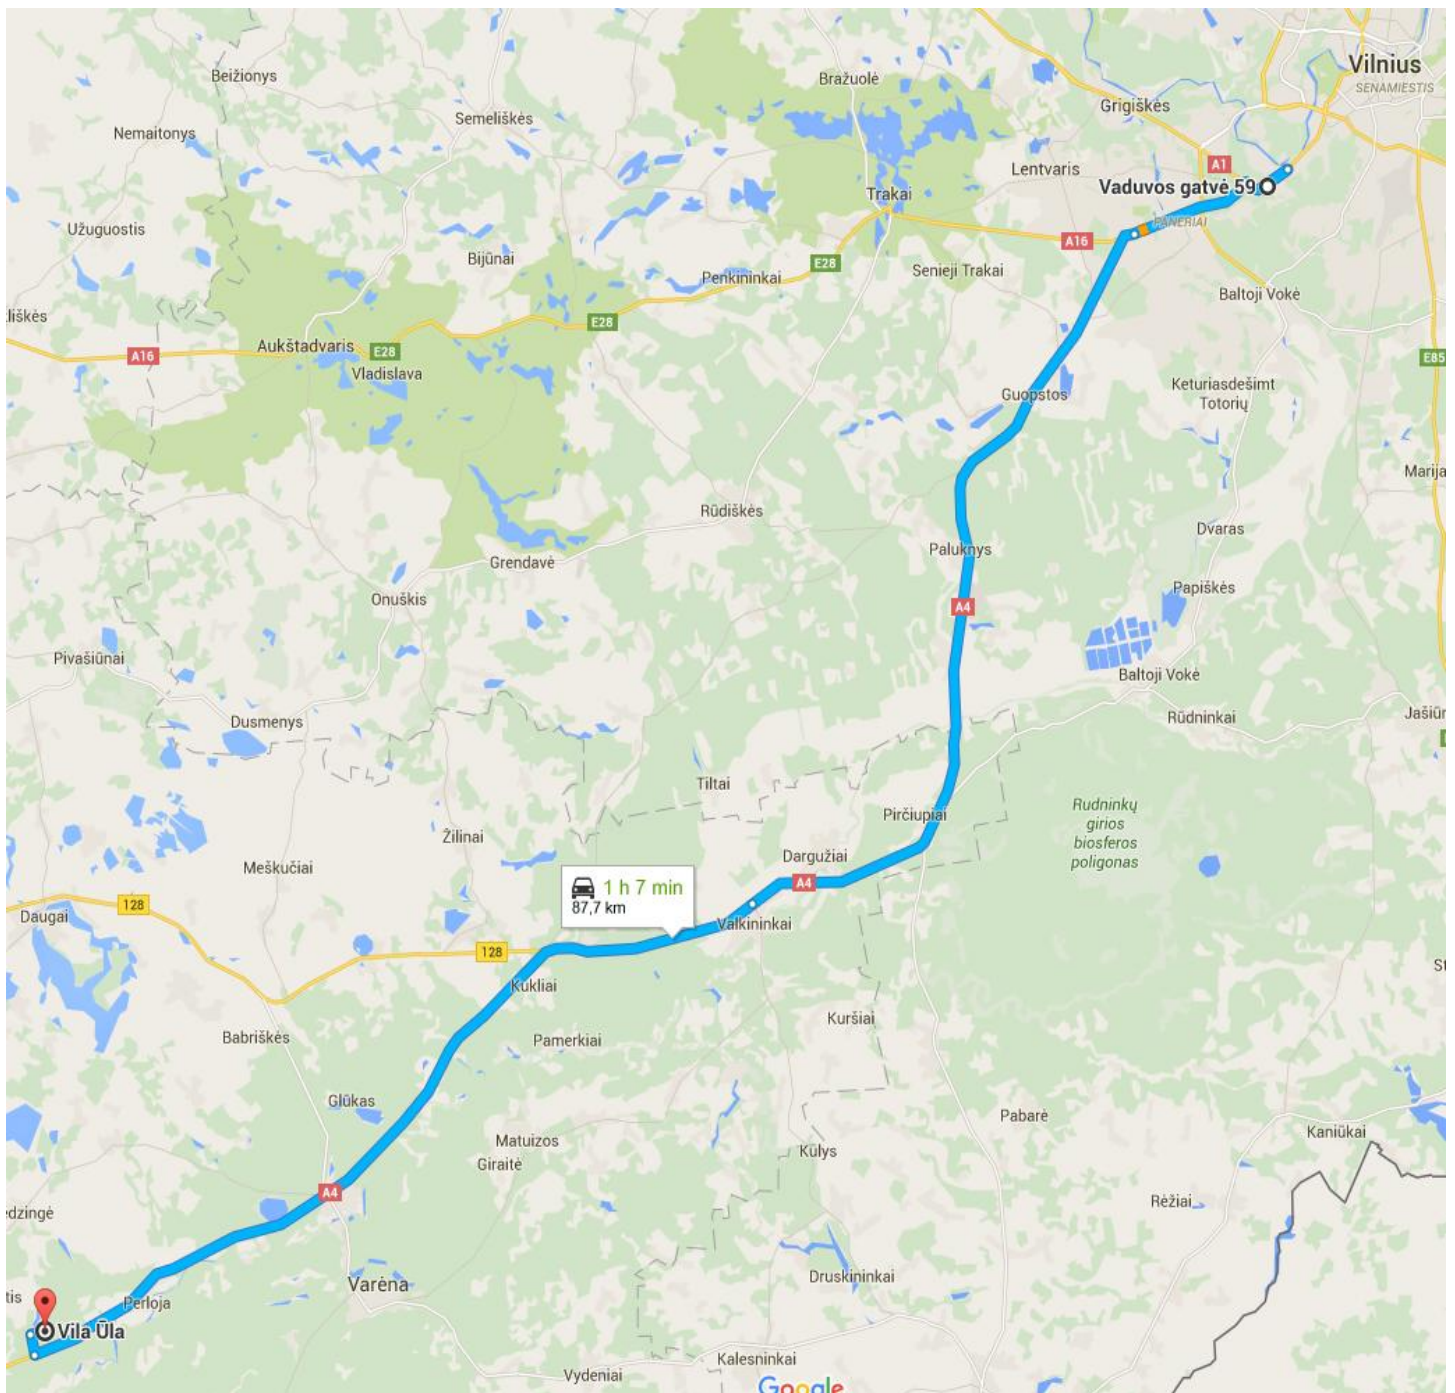 Vilnius
SENAMIESTIS
Beižionys
Bražuolė
Semeliškės
Grigiškės
Nemaitonys
A1
Lentvaris
Vaduvos gatvė 59
Trakai
Užuguostis
PANERIAI
A16
Bijūnai
E28
Senieji Trakai
Penkininkai
Baltoji Vokė
liškės
E28
Aukštadvaris
E28
A16
E85
Vladislava
Keturiasdešimt
Totorių
Guopstos
Marija
Rūdiškės
Dvaras
Paluknys
Grendavė
Papiškės
Onuškis
A4
Pivašiūnai
Baltoji Vokė
Dusmenys
Rūdninkai
Jašiūr
Tiltai
Rudninkų
girios
biosferos
poligonas
Pirčiupiai
Žilinai
Dargužiai
Meškučiai
A4
1 h 7 min
87,7 km
128
Daugai
Valkininkai
128
Kukliai
St
Kuršiai
Babriškės
Pamerkiai
Glūkas
Pabarė
Kaniūkai
Matuizos
Kūlys
Giraitė
A4
Rėžiai
edzingė
Druskininkai
Varėna
tis
Perloja
Vila Ūla
Kalesninkai
Vydeniai
Google